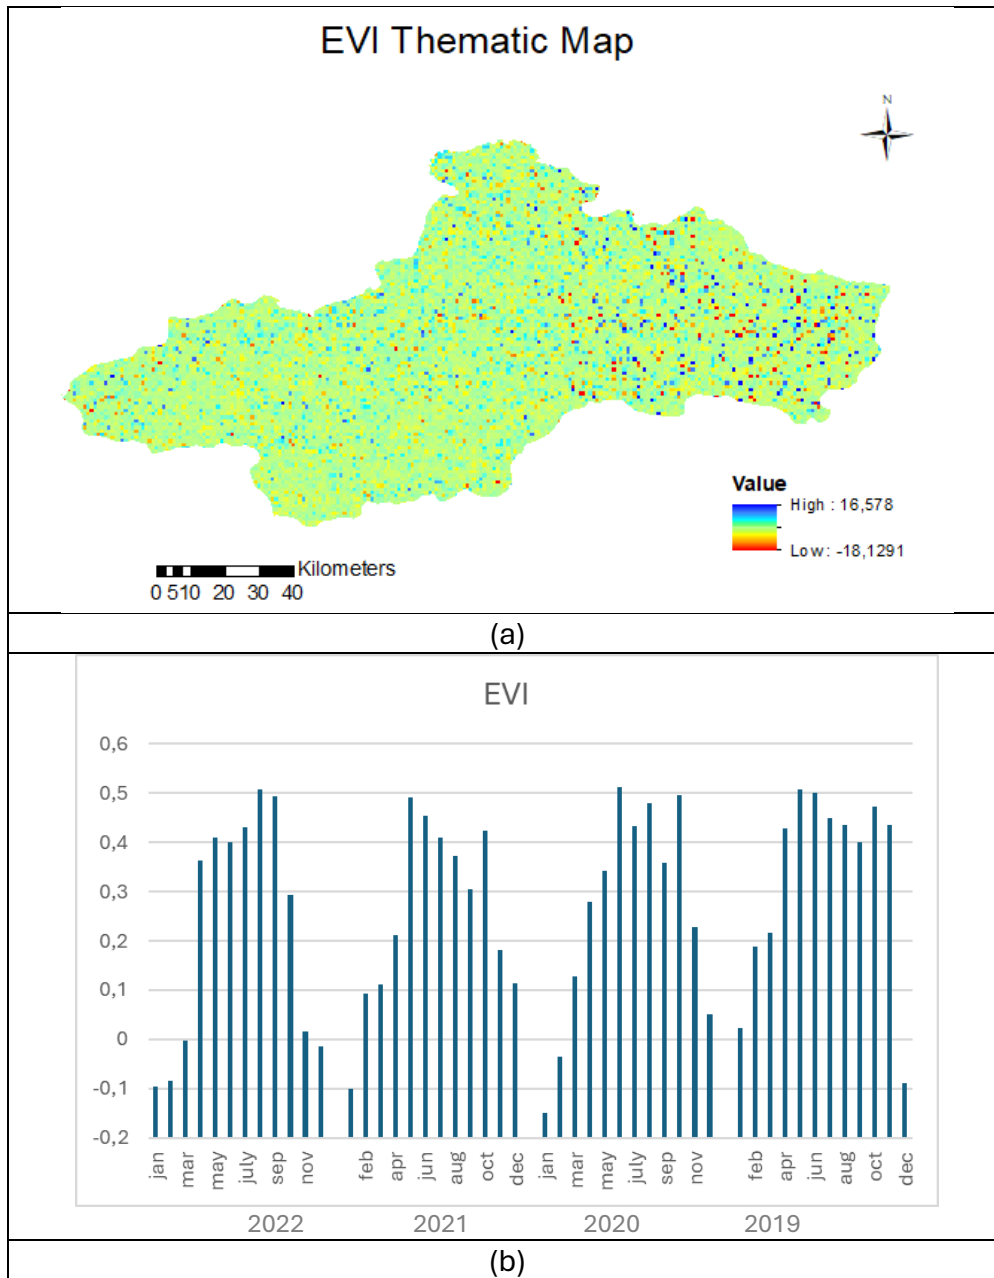 EVI Thematic Map
N
Value
High : 16,578
Low: -18,1291
Kilometers
0 510 20 30 40
(a)
EVI
0,6
0,5
0,4
0,3
0,2
0,1
0
-0,1
-0,2
jan mar may july sep nov feb apr jun aug oct dec jan mar may july sep nov feb apr jun aug oct dec
2022 2021 2020 2019
(b)